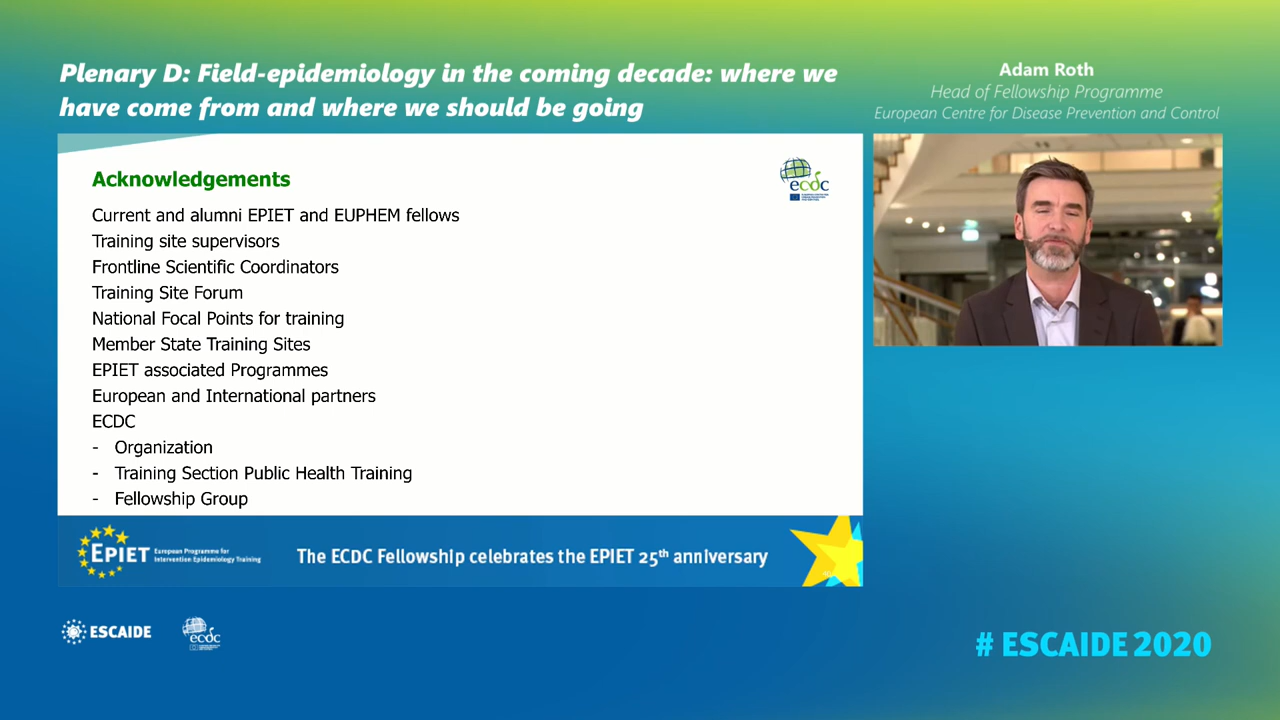 Plenary D: Field-epidemiology in the coming decade: where we
have come from and where we should be going
Adam Roth
Head of Fellowship Programme
European Centre for Disease Prevention and Control
Acknowledgements
ecdc
Current and alumni EPIET and EUPHEM fellows
Training site supervisors
Frontline Scientific Coordinators
Training Site Forum
National Focal Points for training
Member State Training Sites
EPIET associated Programmes
European and International partners
ECDC
- Organization
- Training Section Public Health Training
- Fellowship Group
EPIET
European Programme for
Intervention Epidemiology Training
The ECDC Fellowship celebrates the EPIET 25th anniversary
ESCAIDE
ecdc
# ESCAIDE 2020